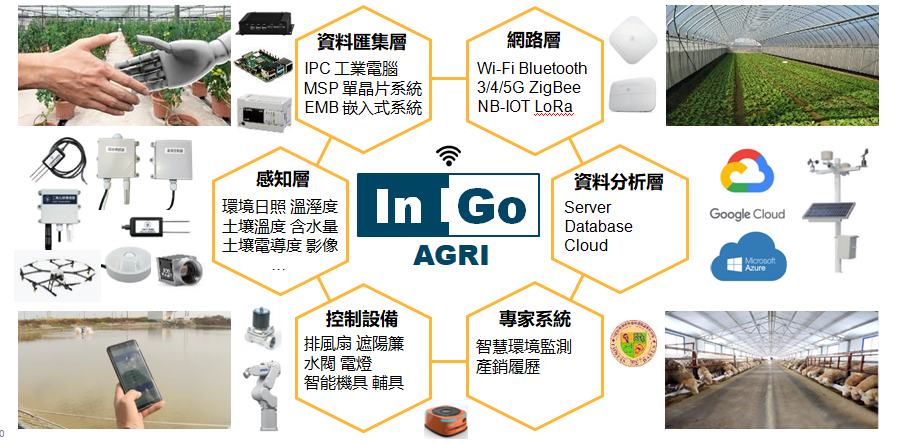 資料匯集層
IPC 工業電腦
MSP 單晶片系統
EMB 嵌入式系統
網路層
Wi-Fi Bluetooth
3/4/5G ZigBee
NB-IOT LoRa
感知層
環境日照 溫溼度
土壤溫度 含水量
土壤電導度 影像
…
In Go
AGRI
資料分析層
Server
Database
Cloud
Google Cloud
Microsoft
Azure
控制設備
排風扇 遮陽簾
水閥 電燈
智能機具 輔具
專家系統
智慧環境監測
產銷履歷
0